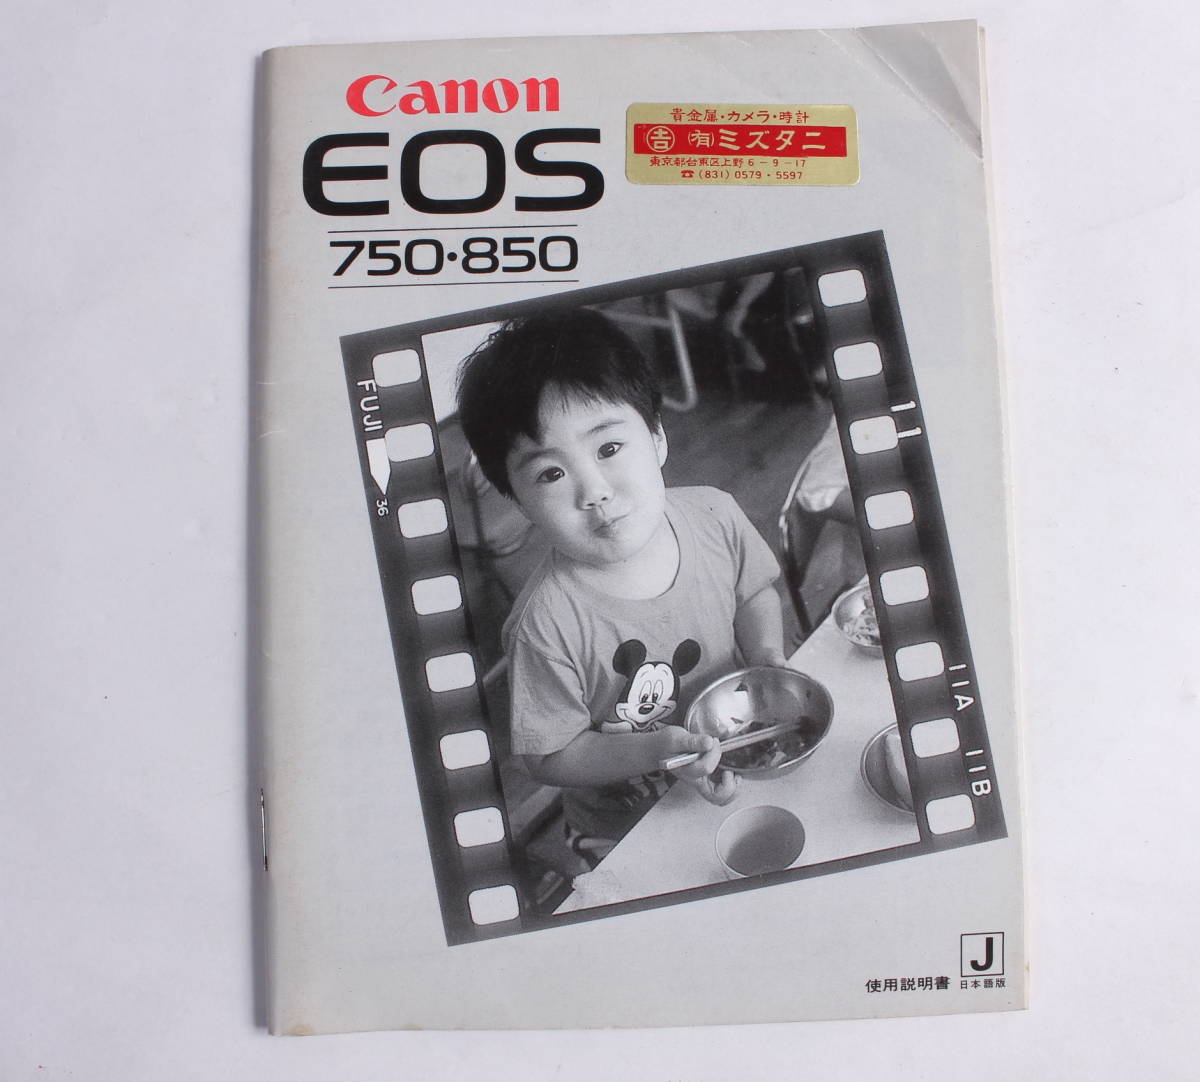 Canon
EOS
750・850
貴金属・カメラ・時計
吉 (有)ミズタニ
東京都台東区上野6－9－17
☎(831)0579・5597
FUJI
36
11
11A
11B
J
使用説明書 日本語版